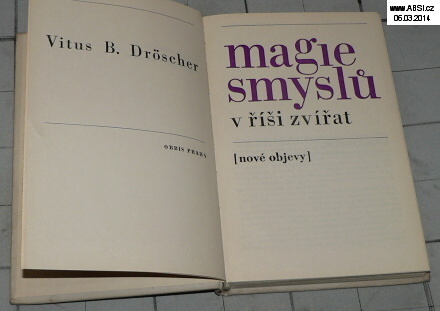 www.ABSi.cz
06.03.2014
Vitus B. Dröscher
ORBIS PRAHA
magie
smyslů
v říši zvířat
[nové objevy]